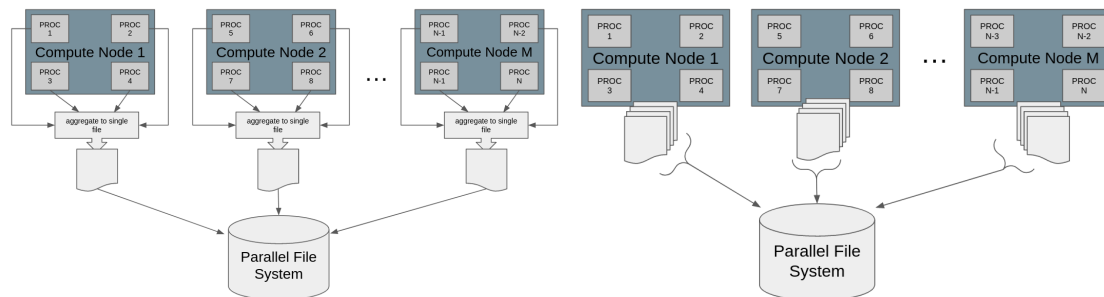 PROC
1
PROC
2
Compute Node 1
PROC
3
PROC
4
aggregate to single
file
PROC
5
PROC
6
Compute Node 2
PROC
7
PROC
8
aggregate to single
file
...
PROC
N-1
PROC
N-2
Compute Node M
PROC
N-1
PROC
N
aggregate to single
file
Parallel File
System
PROC
1
PROC
2
Compute Node 1
PROC
3
PROC
4
PROC
5
PROC
6
Compute Node 2
PROC
7
PROC
8
...
PROC
N-3
PROC
N-2
Compute Node M
PROC
N-1
PROC
N
Parallel File
System